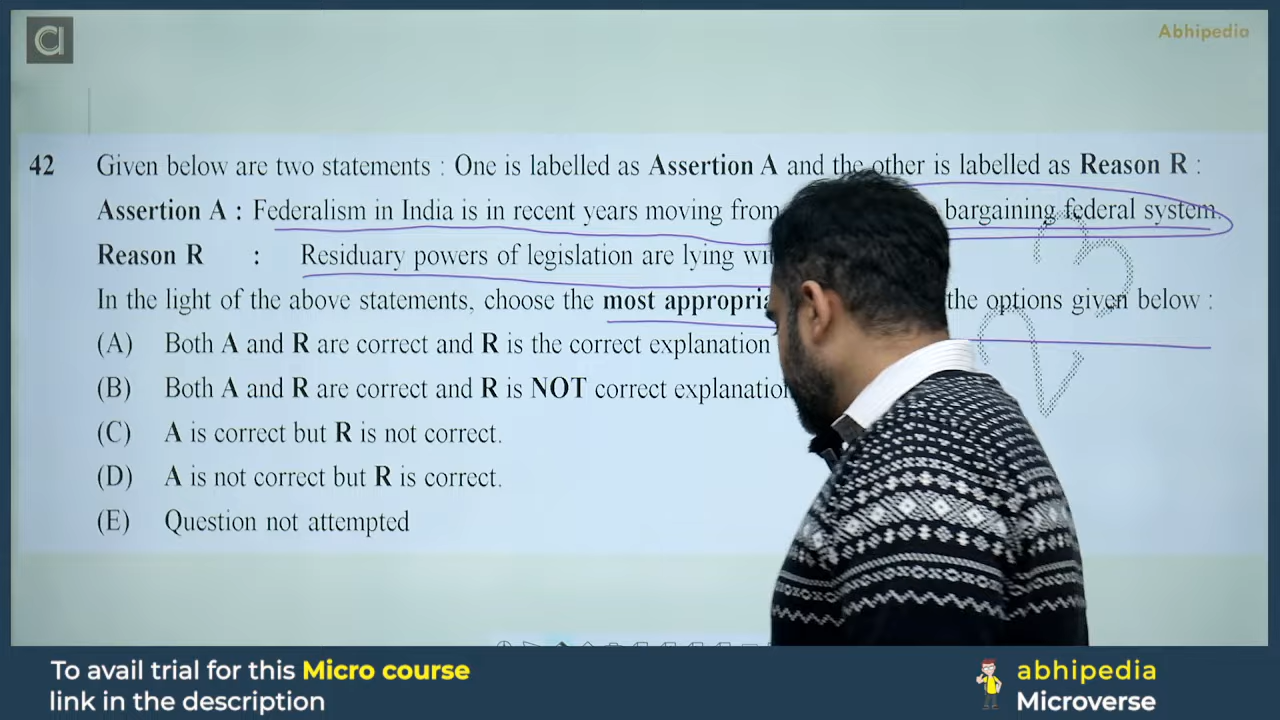 Abhipedia
42 Given below are two statements : One is labelled as Assertion A and the other is labelled as Reason R :
Assertion A : Federalism in India is in recent years moving from bargaining federal system.
Reason R : Residuary powers of legislation are lying
In the light of the above statements, choose the most the options given below :
(A) Both A and R are correct and R is the correct explanation
(B) Both A and R are correct and R is NOT correct
(C) A is correct but R is not correct.
(D) A is not correct but R is correct.
(E) Question not attempted
To avail trial for this Micro course
link in the description
abhipedia
Microverse